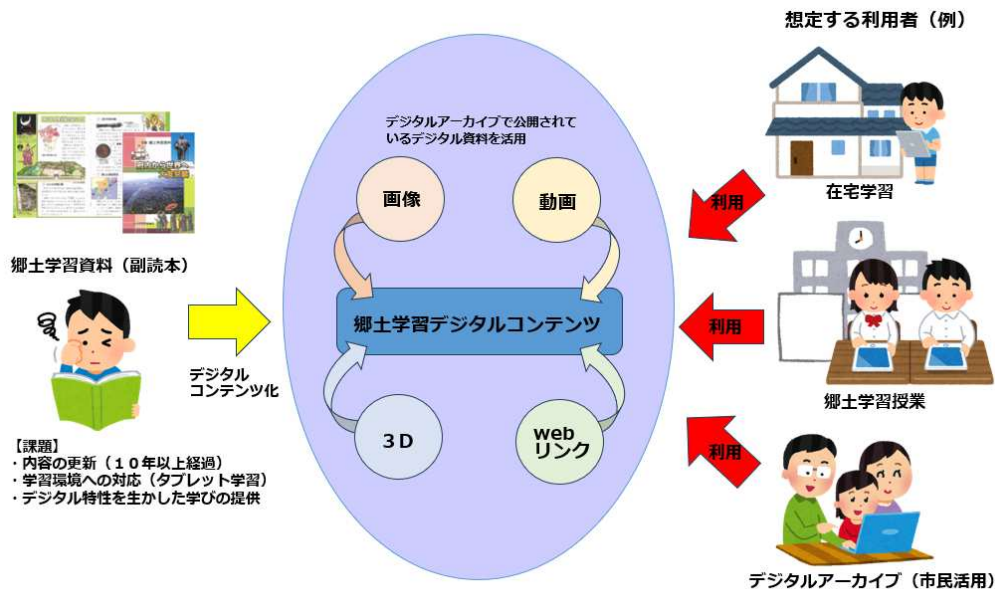 想定する利用者（例）
デジタルアーカイブで公開されて
いるデジタル資料を活用
画像
動画
利用
在宅学習
郷土学習資料（副読本）
郷土学習デジタルコンテンツ
利用
デジタル
コンテンツ化
郷土学習授業
３D
web
リンク
利用
【課題】
・内容の更新（１０年以上経過）
・学習環境への対応（タブレット学習）
・デジタル特性を生かした学びの提供
デジタルアーカイブ（市民活用）